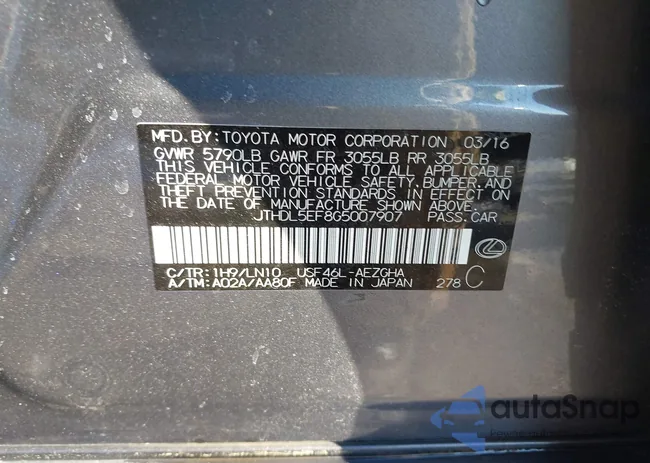 MFD. BY: TOYOTA MOTOR CORPORATION 03/16
GVWR 5790LB GAWR FR 3055LB RR 3055LB
THIS VEHICLE CONFORMS TO ALL APPLICABLE
FEDERAL MOTOR VEHICLE SAFETY, BUMPER, AND
THEFT PREVENTION STANDARDS IN EFFECT ON
THE DATE OF MANUFACTURE SHOWN ABOVE.
JTHDL5EF8G5007907 PASS. CAR
C/TR: 1H9/LN10 USF46L-AEZGHA
A/TM: A02A/AA80F MADE IN JAPAN 278 C
autoSnap